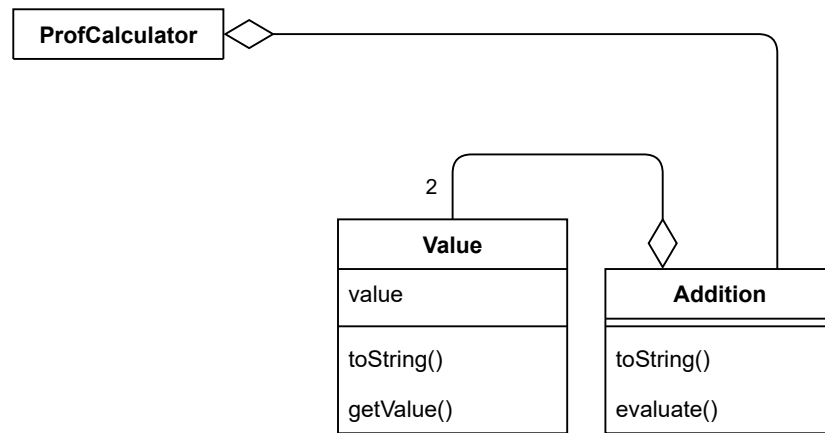 ProfCalculator
2
Value
value
toString()
getValue()
Addition
toString()
evaluate()